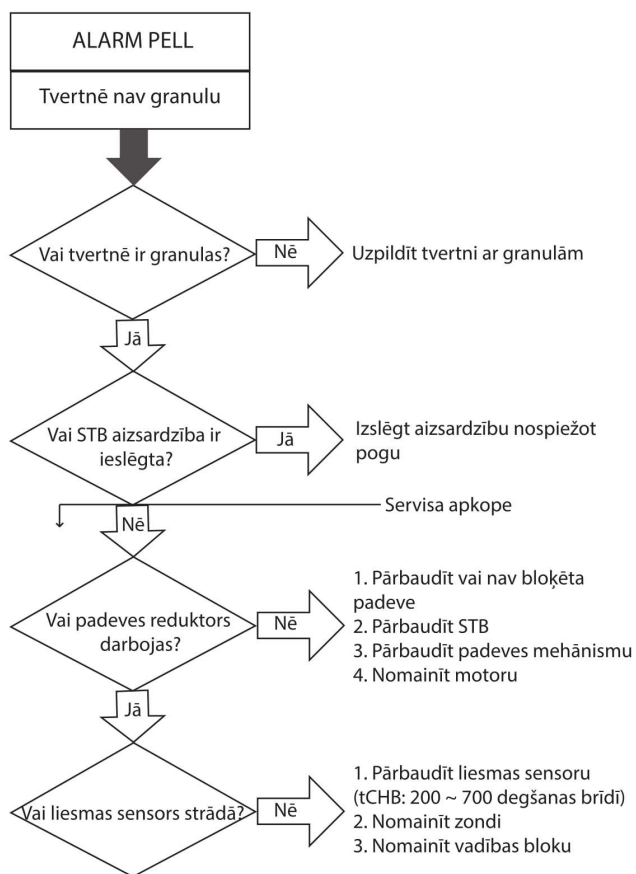 ALARM PELL
Tvertnē nav granulu
Vai tvertnē ir granulas?
Nē
Uzpildīt tvertni ar granulām
Jā
Vai STB aizsardzība ir
ieslēgta?
Jā
Izslēgt aizsardzību nospiežot
pogu
Servisa apkope
Nē
Vai padeves reduktors
darbojas?
Nē
1. Pārbaudīt vai nav bloķēta
padeve
2. Pārbaudīt STB
3. Pārbaudīt padeves mehānismu
4. Nomainīt motoru
Jā
Vai liesmas sensors strādā?
Nē
1. Pārbaudīt liesmas sensoru
(tCHB: 200 ~ 700 degšanas brīdī)
2. Nomainīt zondi
3. Nomainīt vadības bloku